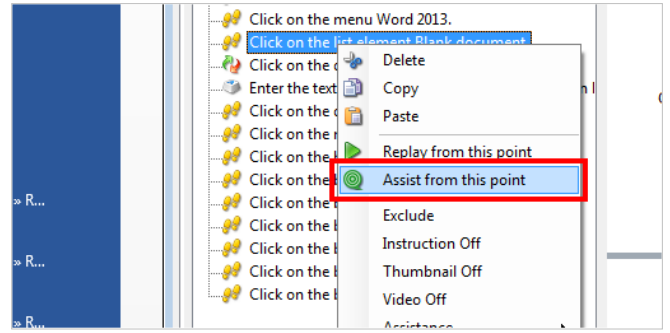 Click on the menu Word 2013.
Click on the list element Blank document
Click on the
Enter the text
Click on the
Click on the
Click on the
Click on the
Click on the
Click on the
Click on the
Click on the
Click on the
Delete
Copy
Paste
Replay from this point
Assist from this point
Exclude
Instruction Off
Thumbnail Off
Video Off
Assistance
» R...
» R...
» R...